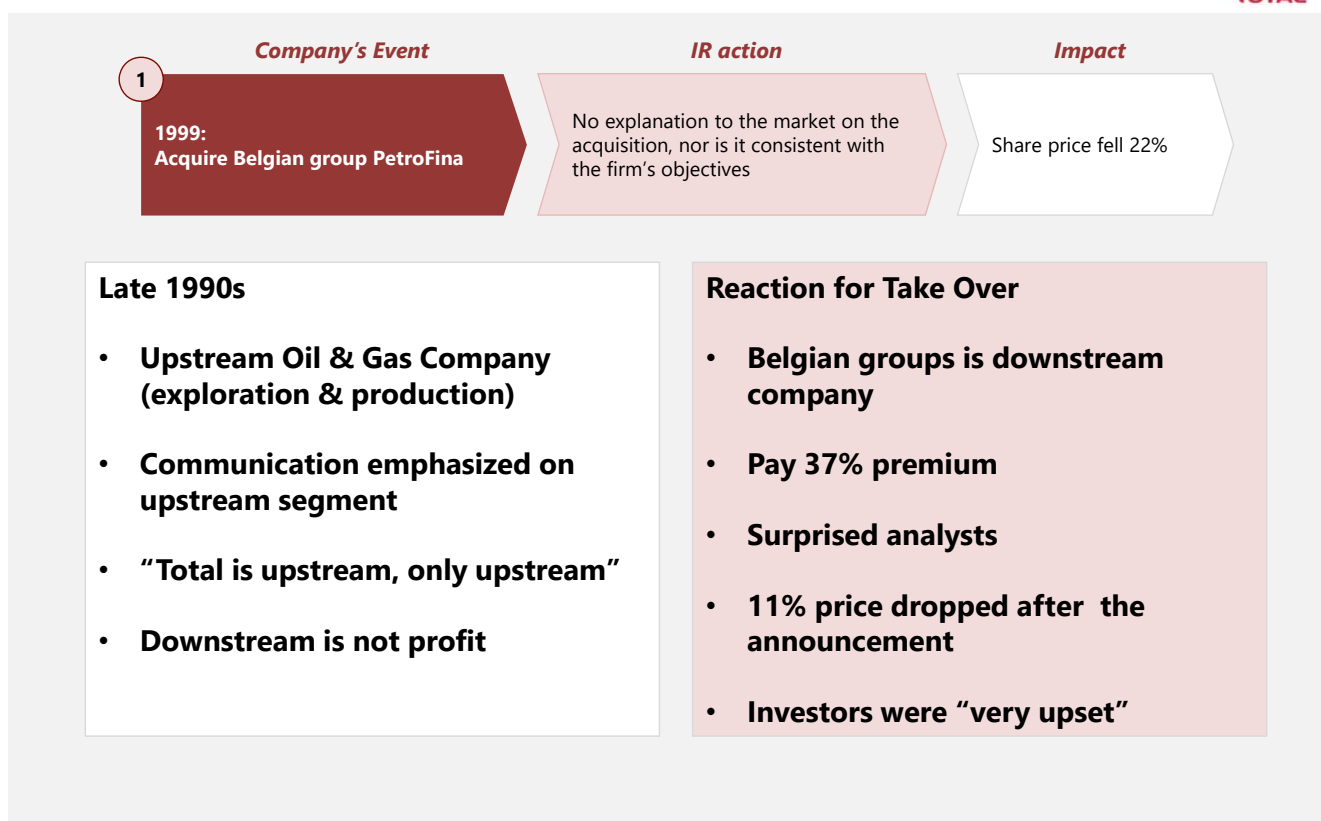 Company's Event
IR action
Impact
1
1999:
Acquire Belgian group PetroFina
No explanation to the market on the
acquisition, nor is it consistent with
the firm's objectives
Share price fell 22%
Late 1990s
• Upstream Oil & Gas Company
(exploration & production)
• Communication emphasized on
upstream segment
• “Total is upstream, only upstream”
• Downstream is not profit
Reaction for Take Over
• Belgian groups is downstream
company
• Pay 37% premium
• Surprised analysts
• 11% price dropped after  the
announcement
• Investors were “very upset”